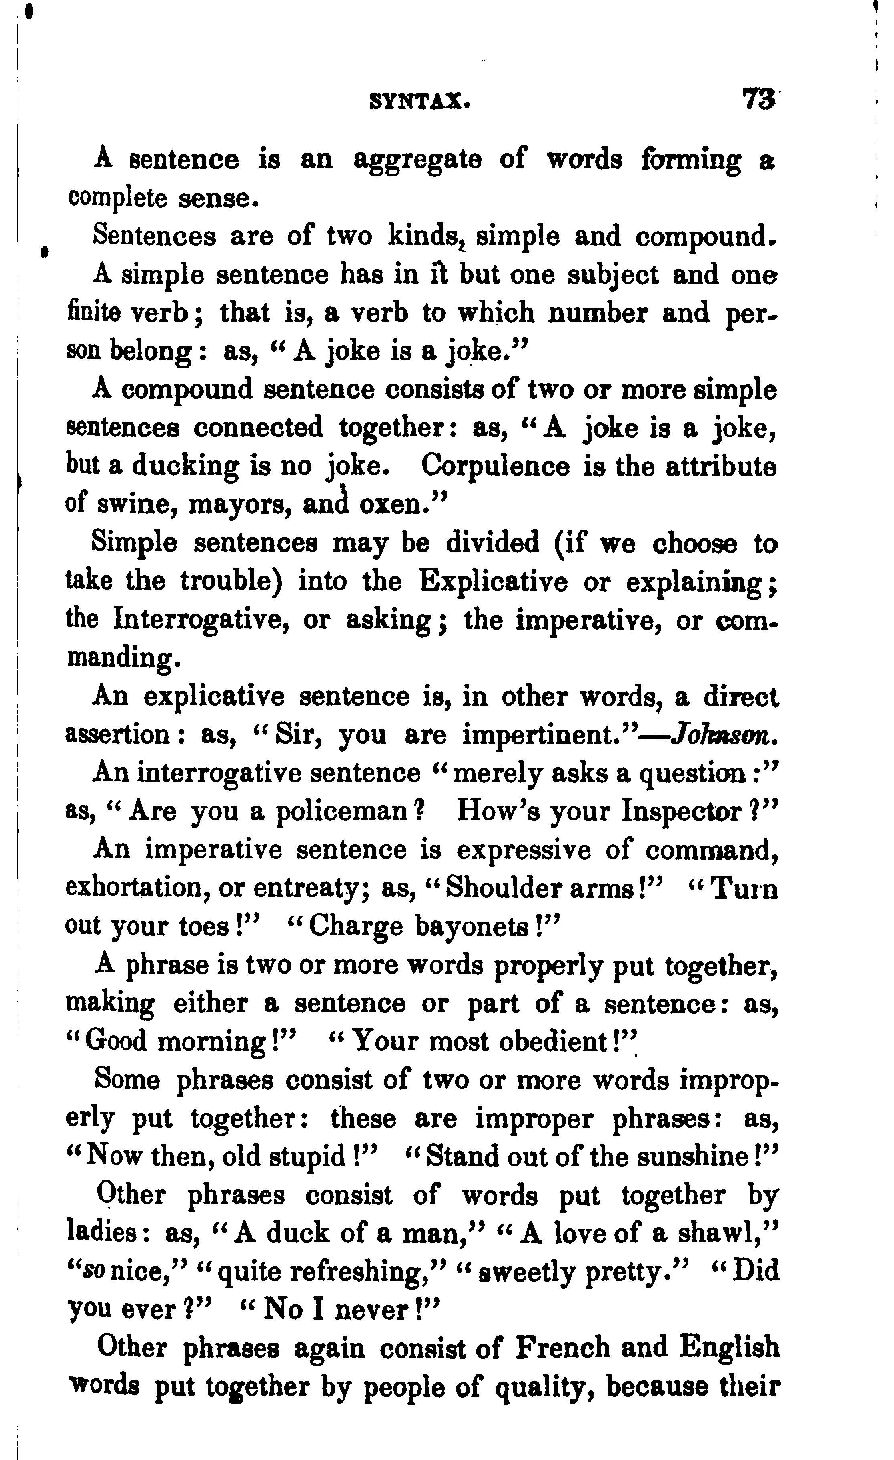 SYNTAX. 73
A sentence is an aggregate of words forming a
complete sense.
Sentences are of two kinds, simple and compound.
A simple sentence has in it but one subject and one
finite verb; that is, a verb to which number and per-
son belong: as, “A joke is a joke.”
A compound sentence consists of two or more simple
sentences connected together: as, “A joke is a joke,
but a ducking is no joke. Corpulence is the attribute
of swine, mayors, and oxen.”
Simple sentences may be divided (if we choose to
take the trouble) into the Explicative or explaining;
the Interrogative, or asking; the imperative, or com-
manding.
An explicative sentence is, in other words, a direct
assertion: as, “Sir, you are impertinent.”—Johnson.
An interrogative sentence “merely asks a question:”
as, “Are you a policeman? How’s your Inspector?”
An imperative sentence is expressive of command,
exhortation, or entreaty; as, “Shoulder arms!” “Turn
out your toes!” “Charge bayonets!”
A phrase is two or more words properly put together,
making either a sentence or part of a sentence: as,
“Good morning!” “Your most obedient!”
Some phrases consist of two or more words improp-
erly put together: these are improper phrases: as,
“Now then, old stupid!” “Stand out of the sunshine!”
Other phrases consist of words put together by
ladies: as, “A duck of a man,” “A love of a shawl,”
“so nice,” “quite refreshing,” “sweetly pretty.” “Did
you ever?” “No I never!”
Other phrases again consist of French and English
words put together by people of quality, because their